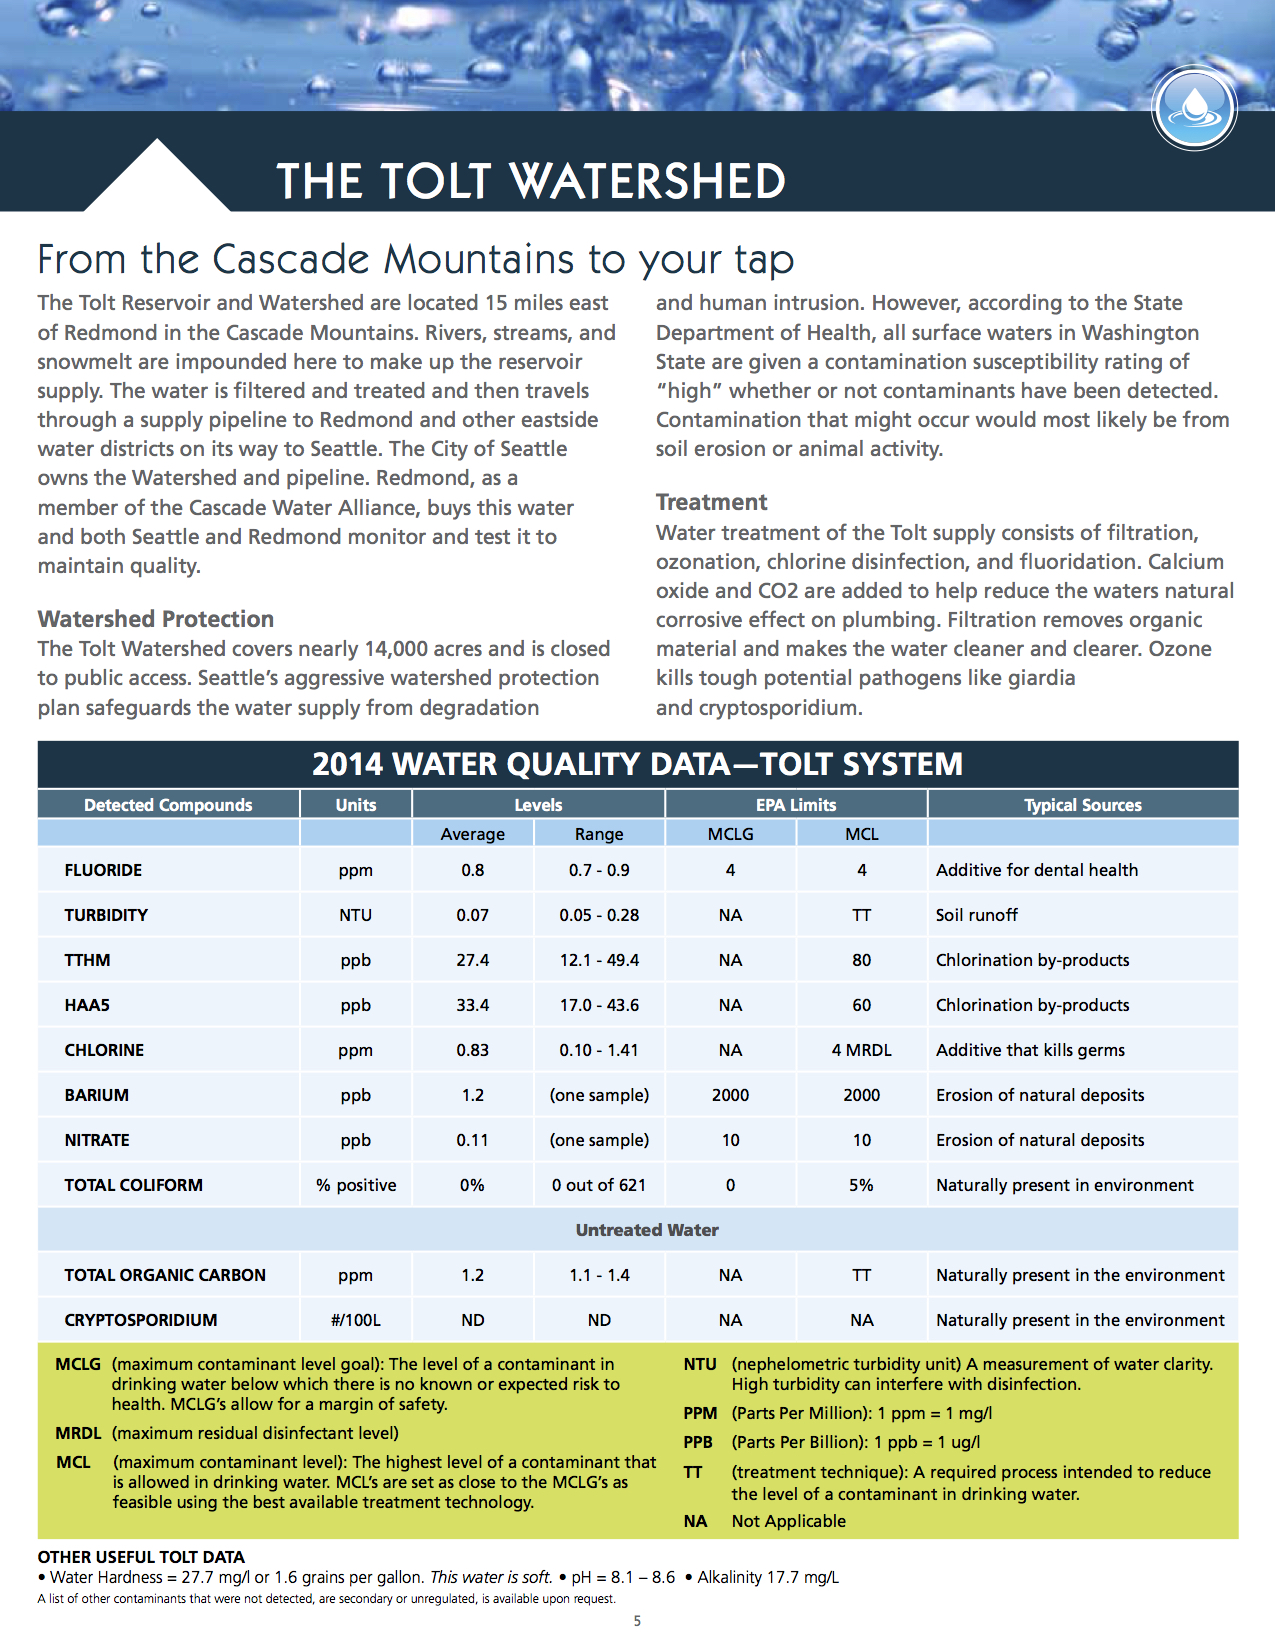 THE TOLT WATERSHED
From the Cascade Mountains to your tap
The Tolt Reservoir and Watershed are located 15 miles east
of Redmond in the Cascade Mountains. Rivers, streams, and
snowmelt are impounded here to make up the reservoir
supply. The water is filtered and treated and then travels
through a supply pipeline to Redmond and other eastside
water districts on its way to Seattle. The City of Seattle
owns the Watershed and pipeline. Redmond, as a
member of the Cascade Water Alliance, buys this water
and both Seattle and Redmond monitor and test it to
maintain quality.
Watershed Protection
The Tolt Watershed covers nearly 14,000 acres and is closed
to public access. Seattle’s aggressive watershed protection
plan safeguards the water supply from degradation
and human intrusion. However, according to the State
Department of Health, all surface waters in Washington
State are given a contamination susceptibility rating of
“high” whether or not contaminants have been detected.
Contamination that might occur would most likely be from
soil erosion or animal activity.
Treatment
Water treatment of the Tolt supply consists of filtration,
ozonation, chlorine disinfection, and fluoridation. Calcium
oxide and CO2 are added to help reduce the waters natural
corrosive effect on plumbing. Filtration removes organic
material and makes the water cleaner and clearer. Ozone
kills tough potential pathogens like giardia
and cryptosporidium.
2014 WATER QUALITY DATA—TOLT SYSTEM
Detected Compounds Units Levels EPA Limits Typical Sources
Average Range MCLG MCL
FLUORIDE ppm 0.8 0.7 - 0.9 4 4 Additive for dental health
TURBIDITY NTU 0.07 0.05 - 0.28 NA TT Soil runoff
TTHM ppb 27.4 12.1 - 49.4 NA 80 Chlorination by-products
HAA5 ppb 33.4 17.0 - 43.6 NA 60 Chlorination by-products
CHLORINE ppm 0.83 0.10 - 1.41 NA 4 MRDL Additive that kills germs
BARIUM ppb 1.2 (one sample) 2000 2000 Erosion of natural deposits
NITRATE ppb 0.11 (one sample) 10 10 Erosion of natural deposits
TOTAL COLIFORM % positive 0% 0 out of 621 0 5% Naturally present in environment
Untreated Water
TOTAL ORGANIC CARBON ppm 1.2 1.1 - 1.4 NA TT Naturally present in the environment
CRYPTOSPORIDIUM #/100L ND ND NA NA Naturally present in the environment
MCLG (maximum contaminant level goal): The level of a contaminant in
drinking water below which there is no known or expected risk to
health. MCLG’s allow for a margin of safety.
MRDL (maximum residual disinfectant level)
MCL (maximum contaminant level): The highest level of a contaminant that
is allowed in drinking water. MCL’s are set as close to the MCLG’s as
feasible using the best available treatment technology.
NTU (nephelometric turbidity unit) A measurement of water clarity.
High turbidity can interfere with disinfection.
PPM (Parts Per Million): 1 ppm = 1 mg/l
PPB (Parts Per Billion): 1 ppb = 1 ug/l
TT (treatment technique): A required process intended to reduce
the level of a contaminant in drinking water.
NA Not Applicable
OTHER USEFUL TOLT DATA
• Water Hardness = 27.7 mg/l or 1.6 grains per gallon. This water is soft. • pH = 8.1 – 8.6 • Alkalinity 17.7 mg/L
A list of other contaminants that were not detected, are secondary or unregulated, is available upon request.
5